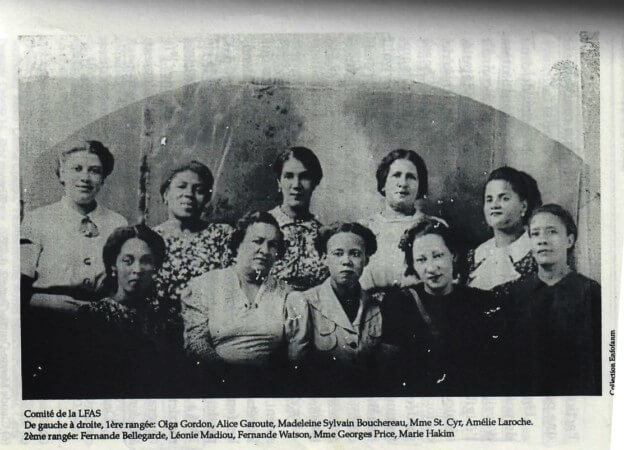 Collection Enfofanm
Comité de la LFAS
De gauche à droite, 1ère rangée: Olga Gordon, Alice Garoute, Madeleine Sylvain Bouchereau, Mme St. Cyr, Amélie Laroche.
2ème rangée: Fernande Bellegarde, Léonie Madiou, Fernande Watson, Mme Georges Price, Marie Hakim